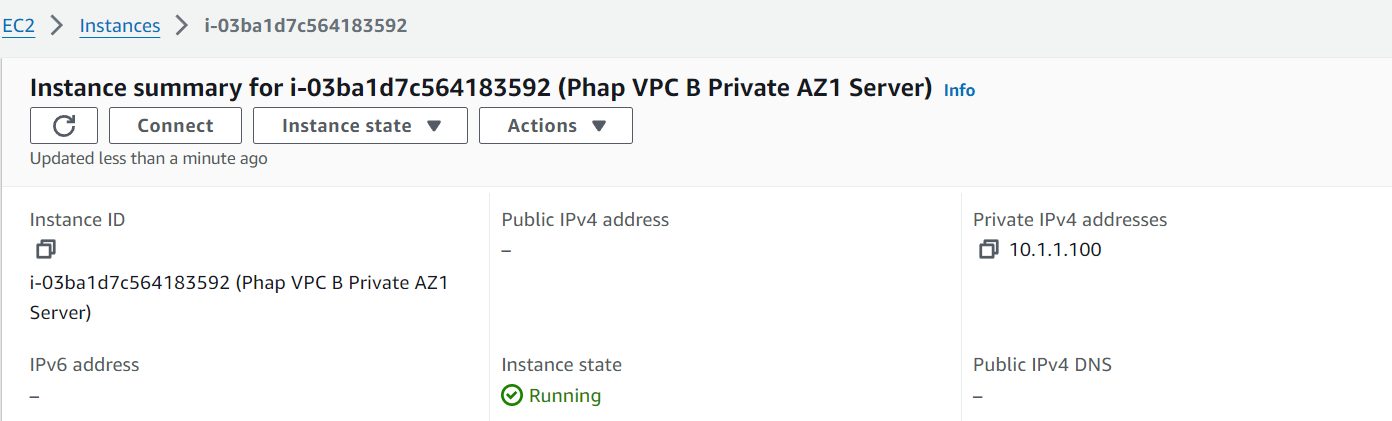 EC2 > Instances > i-03ba1d7c564183592
Instance summary for i-03ba1d7c564183592 (Phap VPC B Private AZ1 Server) Info
Connect Instance state Actions
Updated less than a minute ago
Instance ID
i-03ba1d7c564183592 (Phap VPC B Private AZ1
Server)
Public IPv4 address
–
Private IPv4 addresses
10.1.1.100
IPv6 address
–
Instance state
Running
Public IPv4 DNS
–